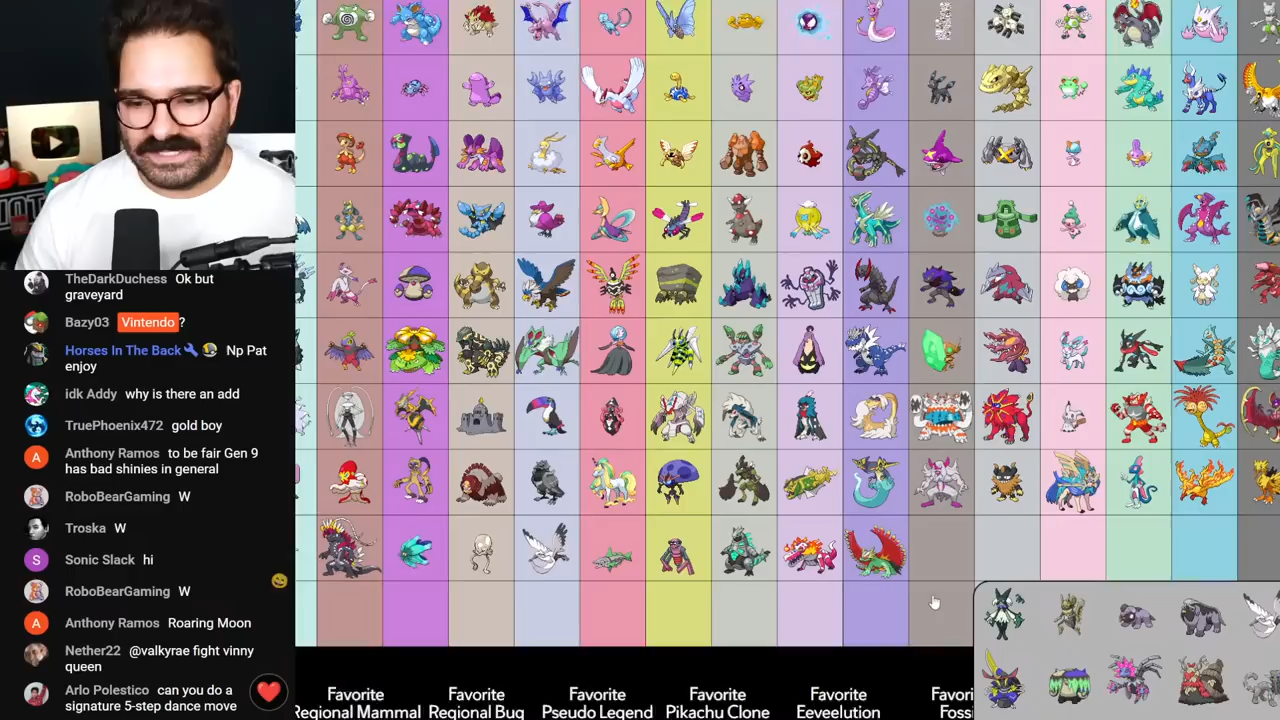 TheDarkDuchess Ok but
graveyard
Bazy03 Vintendo ?
Horses In The Back Np Pat
enjoy
idk Addy why is there an add
TruePhoenix472 gold boy
A Anthony Ramos to be fair Gen 9
has bad shinies in general
RoboBearGaming W
Troska W
S Sonic Slack hi
RoboBearGaming W
A Anthony Ramos Roaring Moon
Nether22 @valkyrae fight vinny
queen
Arlo Polestico can you do a
signature 5-step dance move
Favorite
Regional Mammal
Favorite
Regional Bug
Favorite
Pseudo Legend
Favorite
Pikachu Clone
Favorite
Eeveelution
Favori
Foss